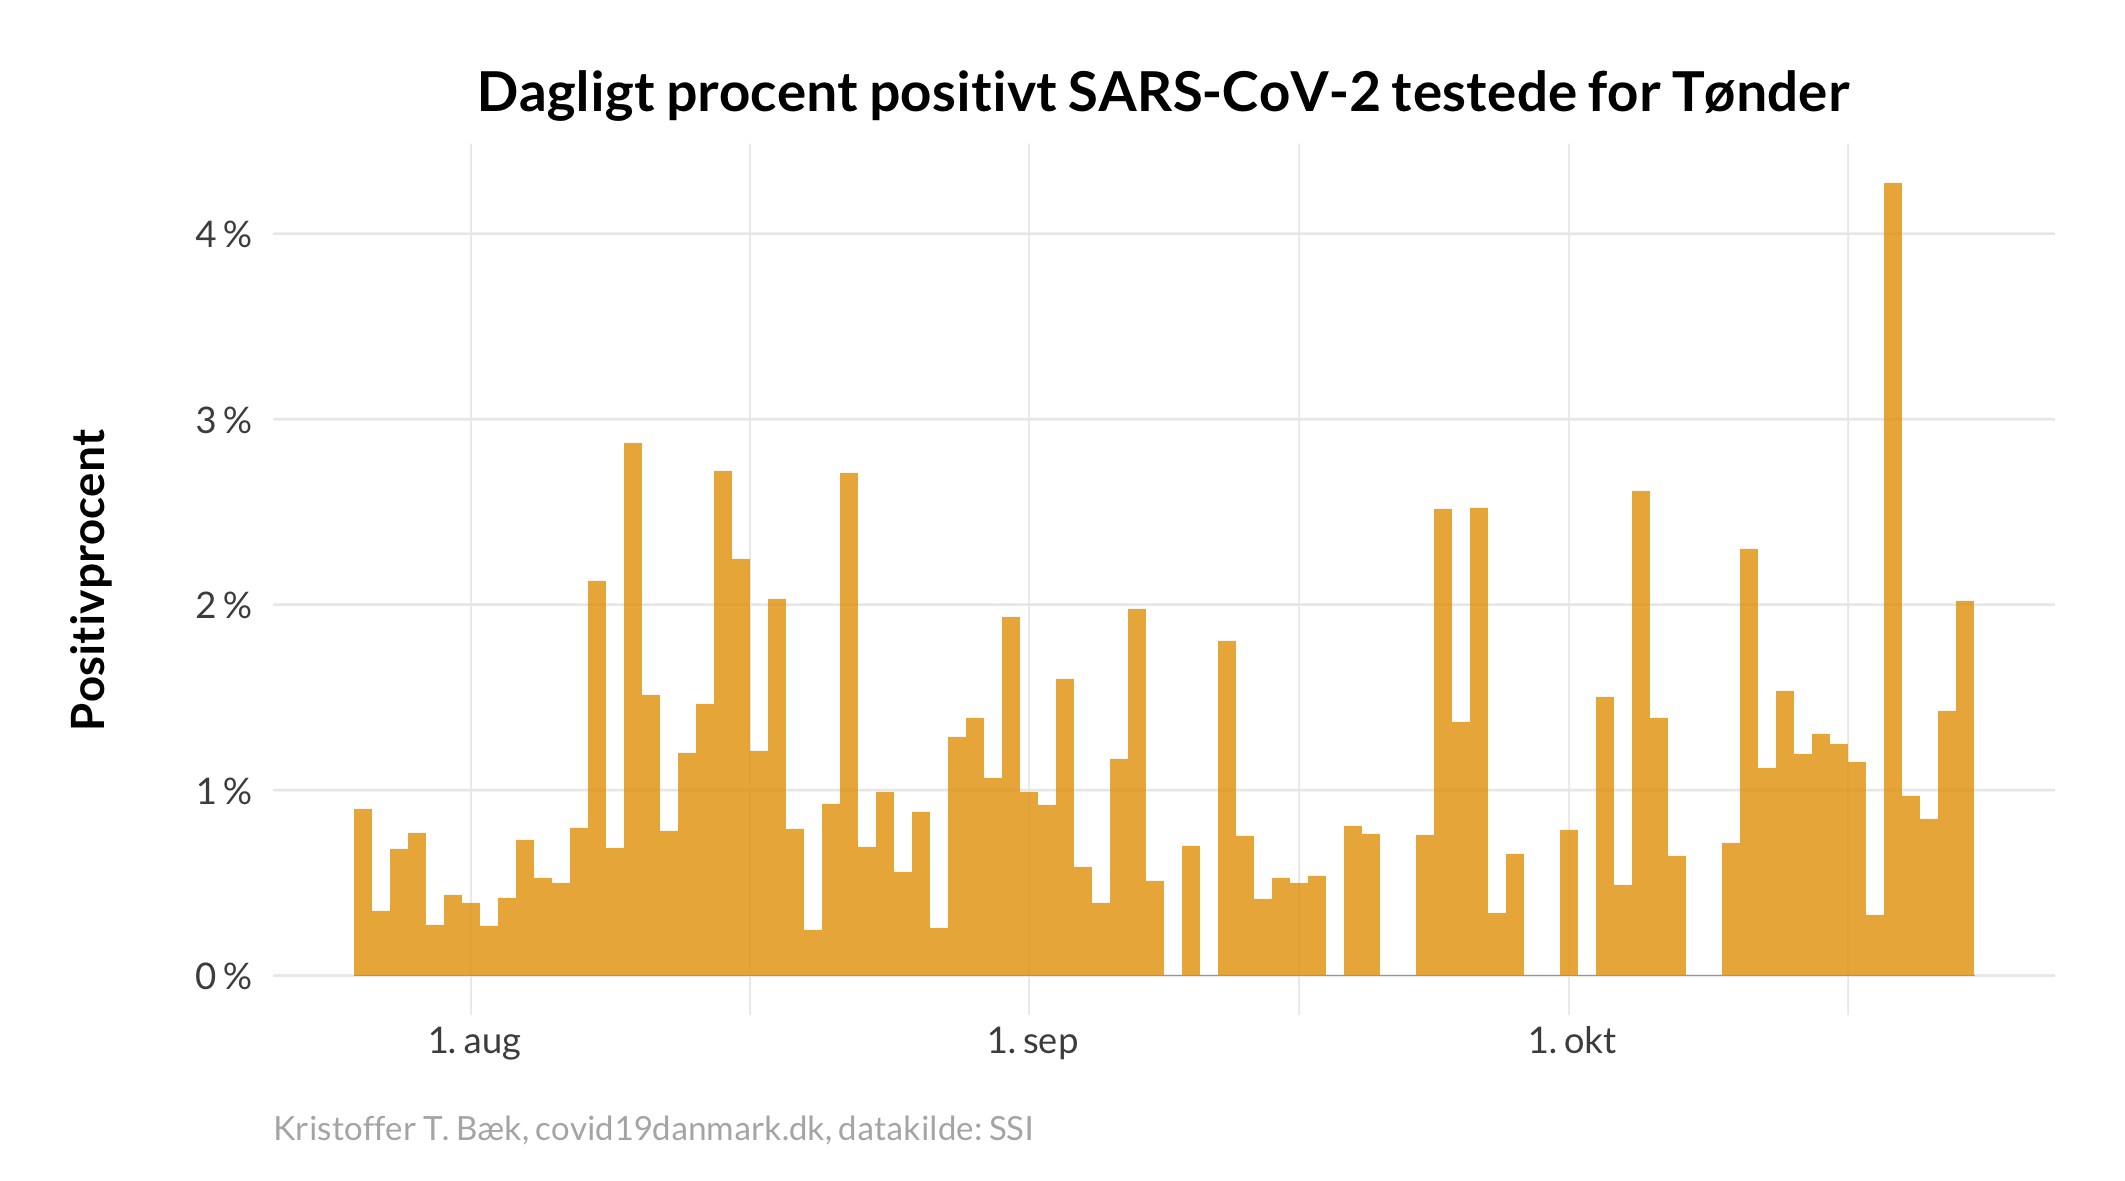 Dagligt procent positivt SARS-CoV-2 testede for Tønder
Positivprocent
4 %
3 %
2 %
1 %
0 %
1. aug
1. sep
1. okt
Kristoffer T. Bæk, covid19danmark.dk, datakilde: SSI